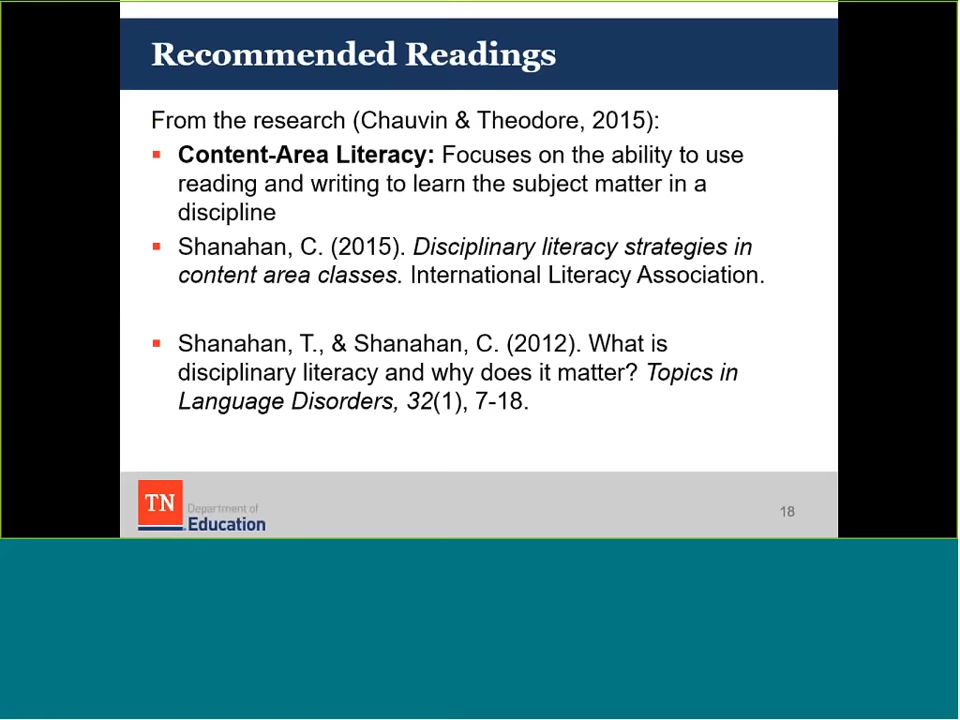 Recommended Readings
From the research (Chauvin & Theodore, 2015):
▪ Content-Area Literacy: Focuses on the ability to use
reading and writing to learn the subject matter in a
discipline
▪ Shanahan, C. (2015). Disciplinary literacy strategies in
content area classes. International Literacy Association.
▪ Shanahan, T., & Shanahan, C. (2012). What is
disciplinary literacy and why does it matter? Topics in
Language Disorders, 32(1), 7-18.
TN
Department of
Education
18